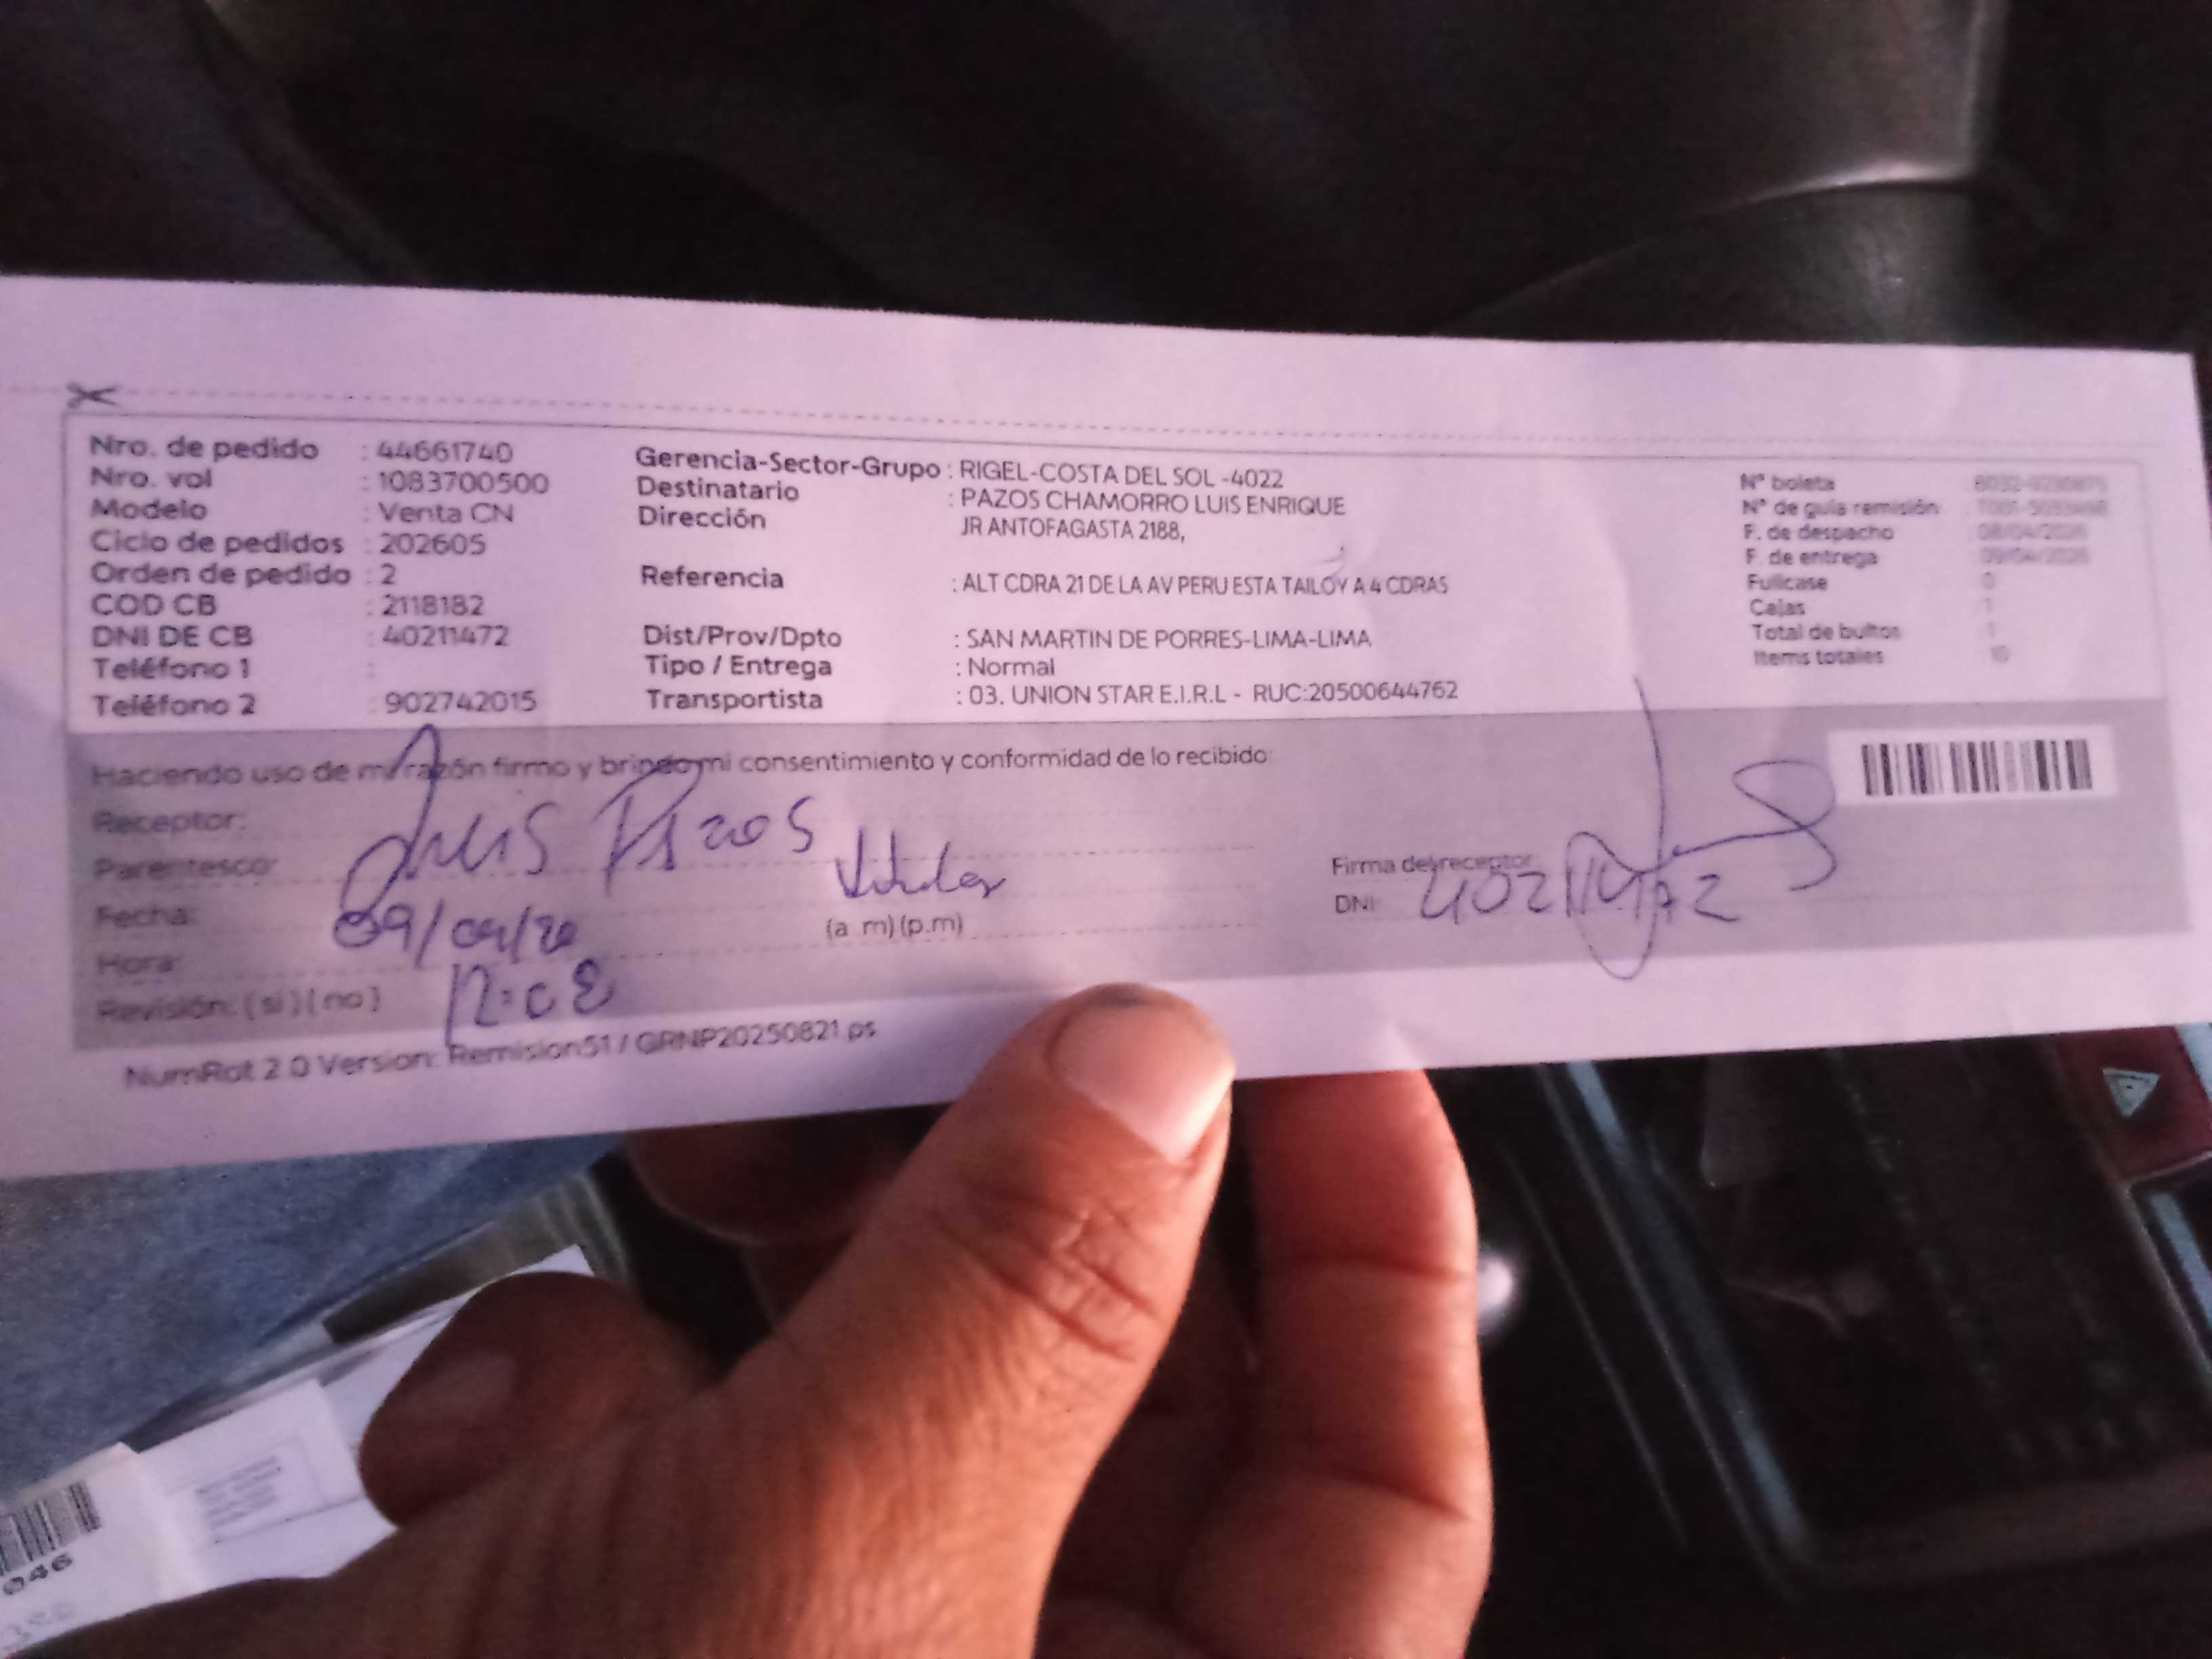 Nro. de pedido : 44661740
Nro. vol : 1083700500
Modelo : Venta CN
Ciclo de pedidos : 202605
Orden de pedido : 2
COD CB : 2118182
DNI DE CB : 40211472
Teléfono 1 :
Teléfono 2 : 902742015
Gerencia-Sector-Grupo : RIGEL-COSTA DEL SOL -4022
Destinatario : PAZOS CHAMORRO LUIS ENRIQUE
Dirección JR ANTOFAGASTA 2188,
Referencia : ALT CDRA 21 DE LA AV PERU ESTA TAILOY A 4 CDRAS
Dist/Prov/Dpto : SAN MARTIN DE PORRES-LIMA-LIMA
Tipo / Entrega : Normal
Transportista : 03. UNION STAR E.I.R.L - RUC:20500644762
N° boleta
N° de guía remisión
F. de despacho 08/04/2026
F. de entrega 09/04/2026
Fullcase 0
Cajas 1
Total de bultos 1
Items totales 10
Haciendo uso de mi razón firmo y brindo mi consentimiento y conformidad de lo recibido:
Receptor: Luis Pazos
Parentesco: titular
Fecha: 09/04/26
(a m) (p.m)
Hora: 12:08
Revisión: (si) (no)
Firma del receptor
DNI: 40211472
NumRot 2.0 Version: Remision51 / GRNP20250821.ps
046